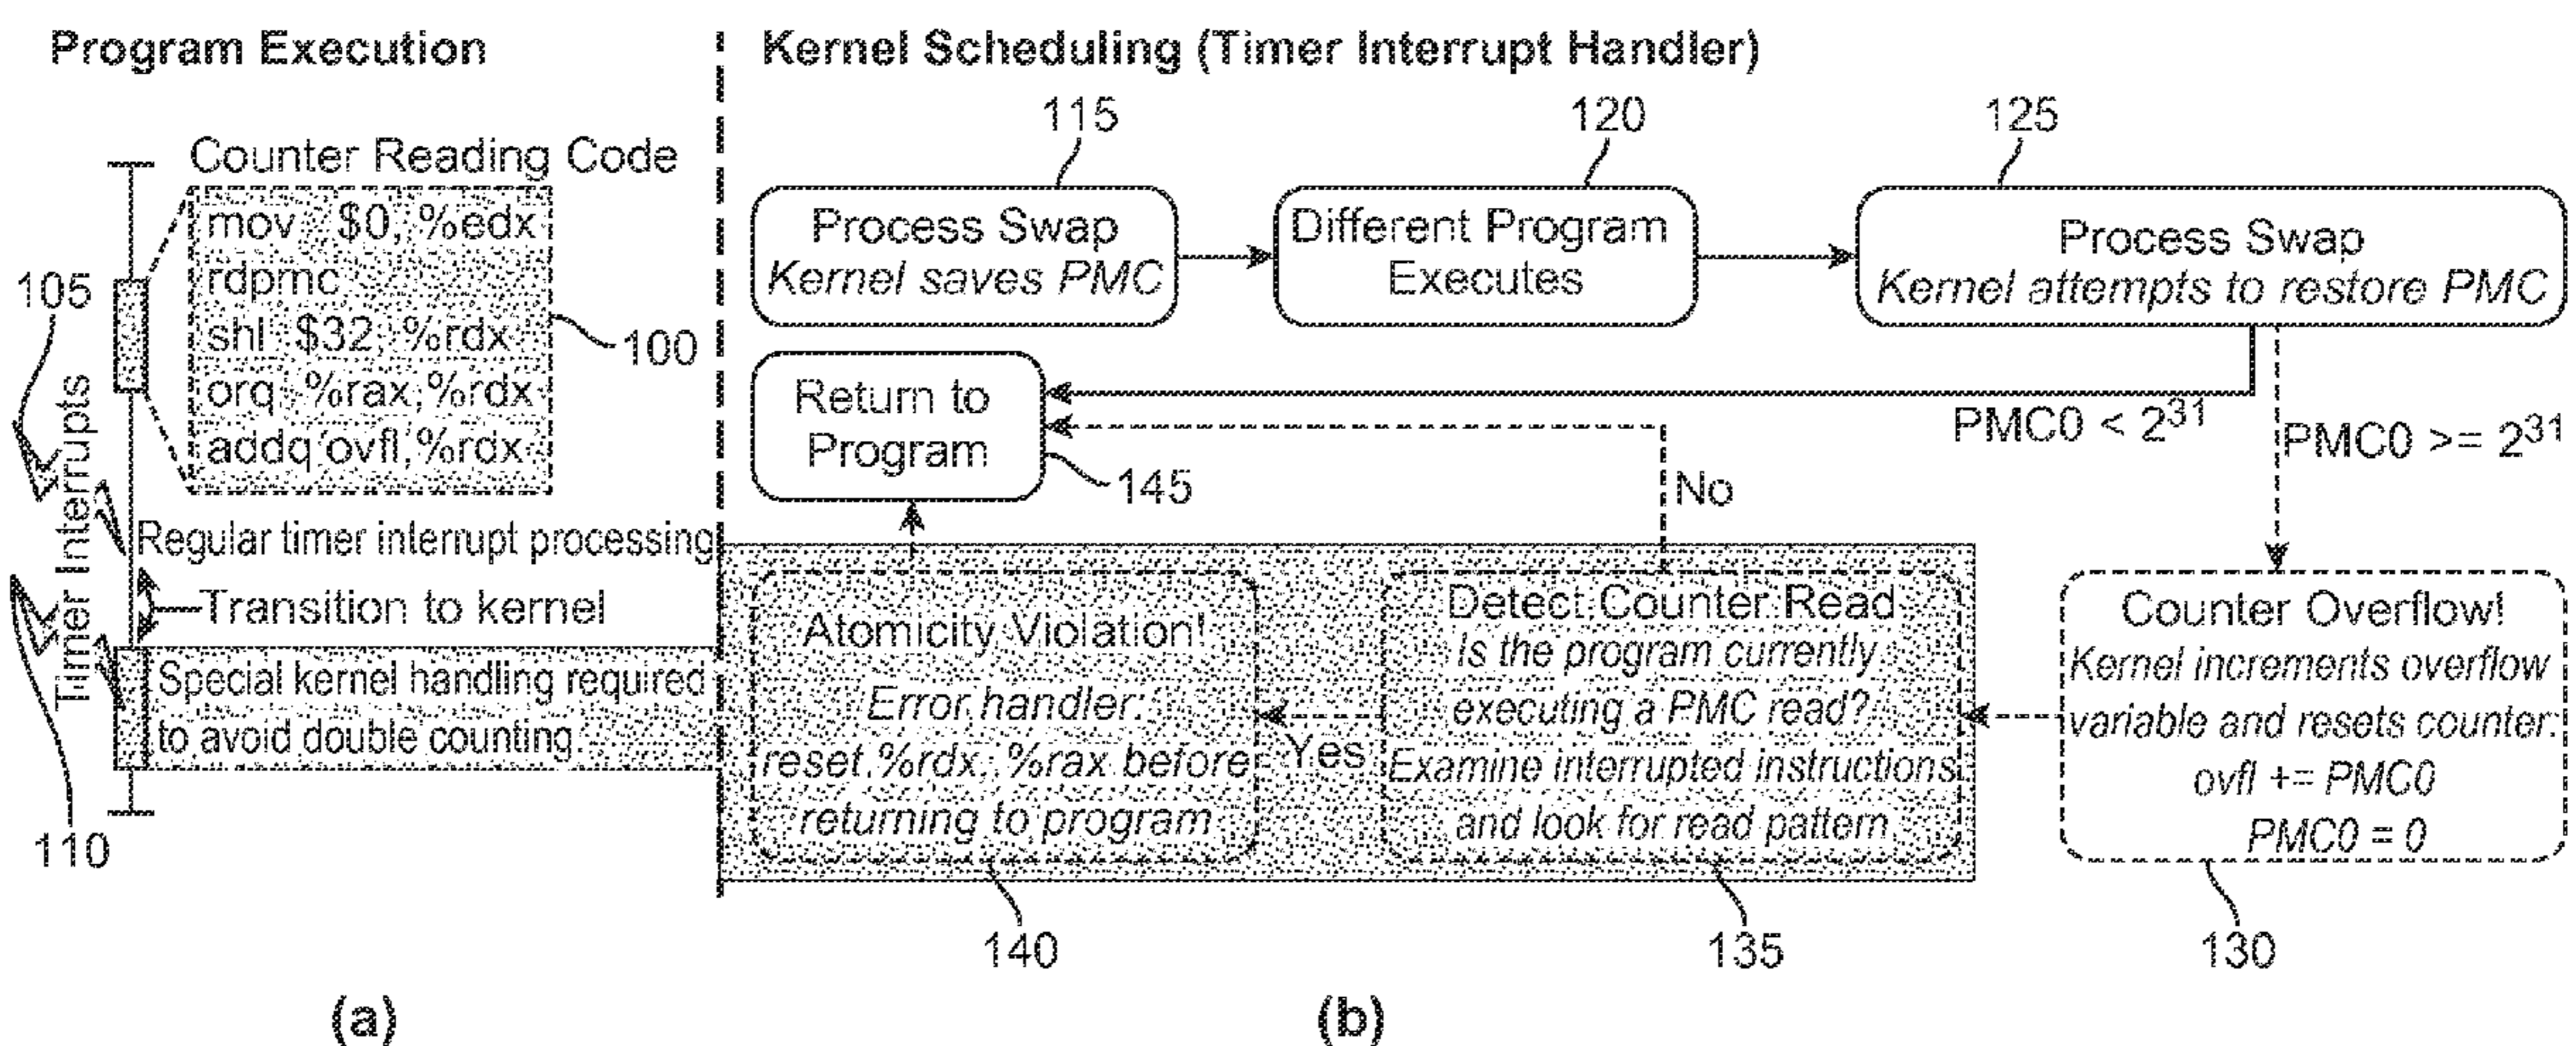 Program Execution
Kernel Scheduling (Timer Interrupt Handler)
115
120
125
Counter Reading Code
mov $0, %edx
rdpmc
shl $32, %rdx
orq %rax, %rdx
addq ovfl, %rdx
100
105
Timer Interrupts
110
Regular timer interrupt processing
Transition to kernel
Special kernel handling required
to avoid double counting.
Process Swap
Kernel saves PMC
Different Program
Executes
Process Swap
Kernel attempts to restore PMC
Return to
Program
145
PMC0 < 2^31
PMC0 >= 2^31
No
Atomicity Violation!
Error handler:
reset %rdx, %rax before
returning to program
Yes
Detect Counter Read
Is the program currently
executing a PMC read?
Examine interrupted instructions
and look for read pattern
Counter Overflow!
Kernel increments overflow
variable and resets counter:
ovfl += PMC0
PMC0 = 0
140
135
130
(a)
(b)